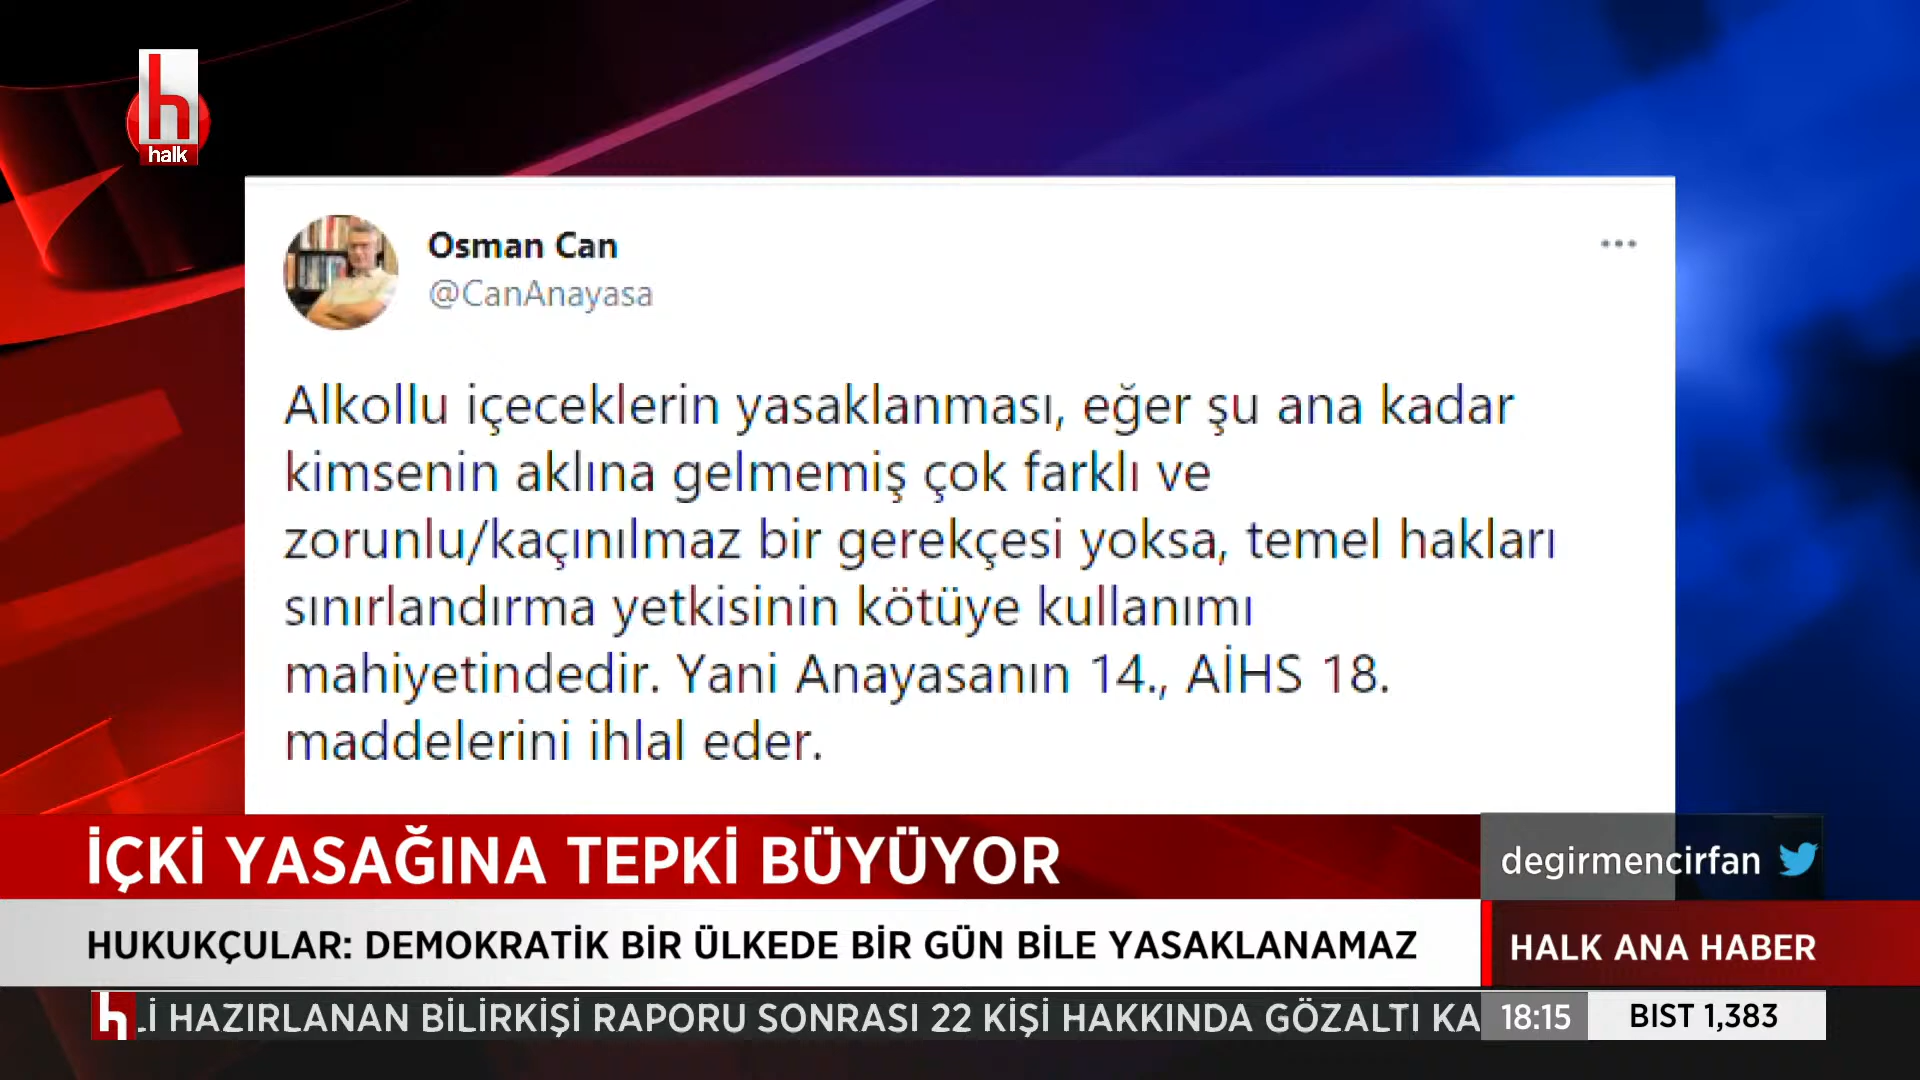 h
halk
Osman Can
@CanAnayasa
Alkollu içeceklerin yasaklanması, eğer şu ana kadar
kimsenin aklına gelmemiş çok farklı ve
zorunlu/kaçınılmaz bir gerekçesi yoksa, temel hakları
sınırlandırma yetkisinin kötüye kullanımı
mahiyetindedir. Yani Anayasanın 14., AİHS 18.
maddelerini ihlal eder.
İÇKİ YASAĞINA TEPKİ BÜYÜYOR
degirmencirfan
HUKUKÇULAR: DEMOKRATİK BİR ÜLKEDE BİR GÜN BİLE YASAKLANAMAZ
HALK ANA HABER
h Lİ HAZIRLANAN BİLİRKİŞİ RAPORU SONRASI 22 KİŞİ HAKKINDA GÖZALTI KA
18:15
BIST 1,383